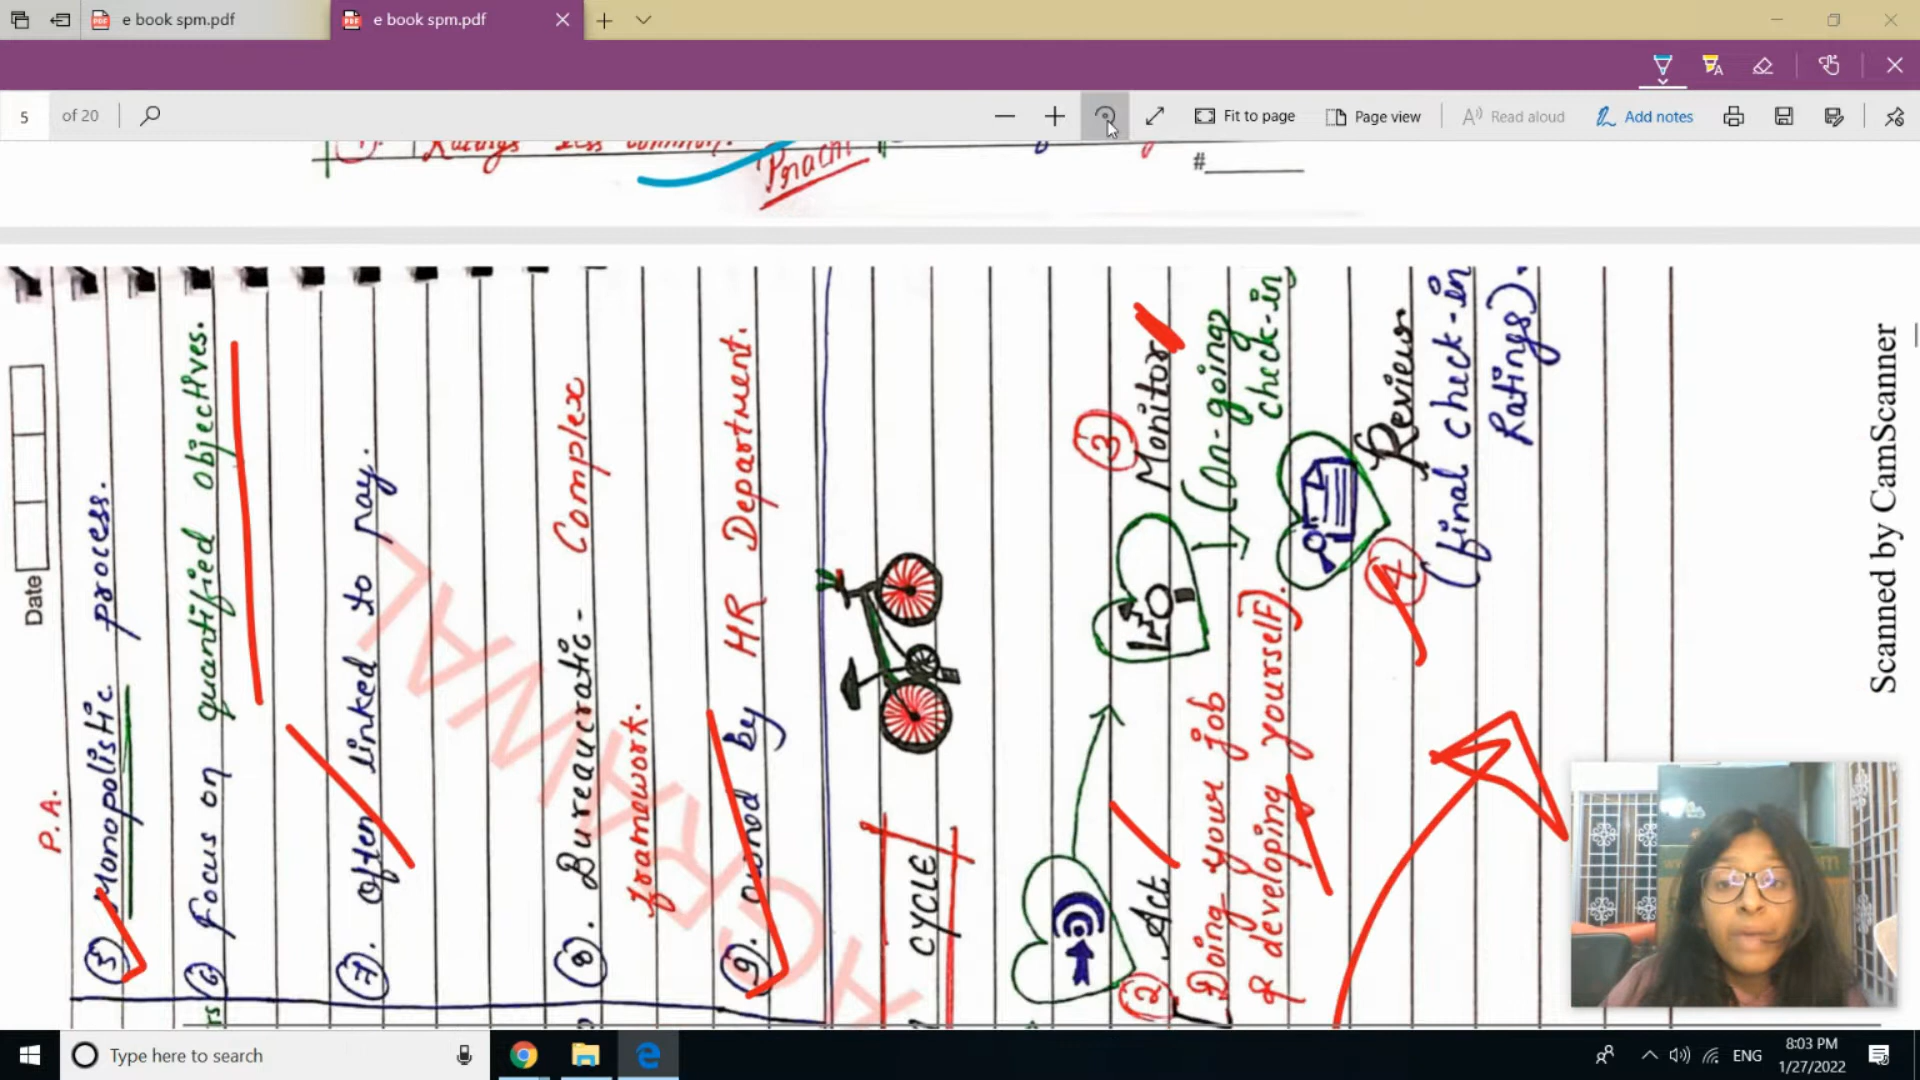 e book spm.pdf
e book spm.pdf
5 of 20
Fit to page
Page view
Read aloud
Add notes
less common.
#
Date
P.A.
5 Monopolistic process.
6 focus on quantified objectives.
7. often linked to pay.
8. Bureaucratic - Complex
framework.
9. owned by HR Department.
AGRAWAL
CYCLE
2 Act
[Doing your job
& developing yourself].
3 Monitor
(On-going
check-in
4 Review
(final check-in
Ratings).
Scanned by CamScanner
Type here to search
ENG
8:03 PM
1/27/2022